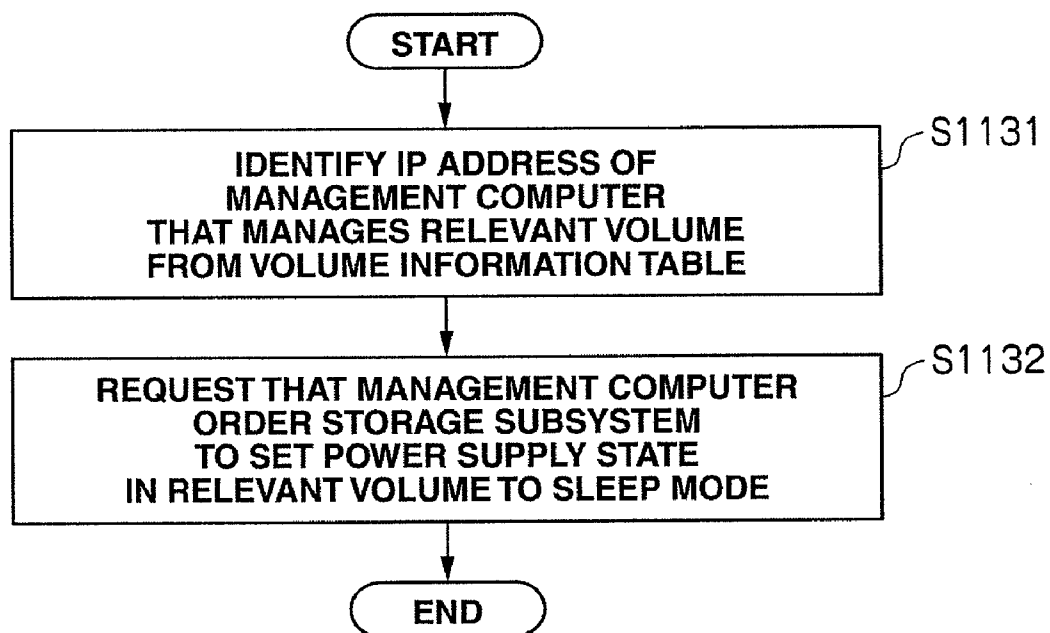 START
S1131
IDENTIFY IP ADDRESS OF
MANAGEMENT COMPUTER
THAT MANAGES RELEVANT VOLUME
FROM VOLUME INFORMATION TABLE
S1132
REQUEST THAT MANAGEMENT COMPUTER
ORDER STORAGE SUBSYSTEM
TO SET POWER SUPPLY STATE
IN RELEVANT VOLUME TO SLEEP MODE
END